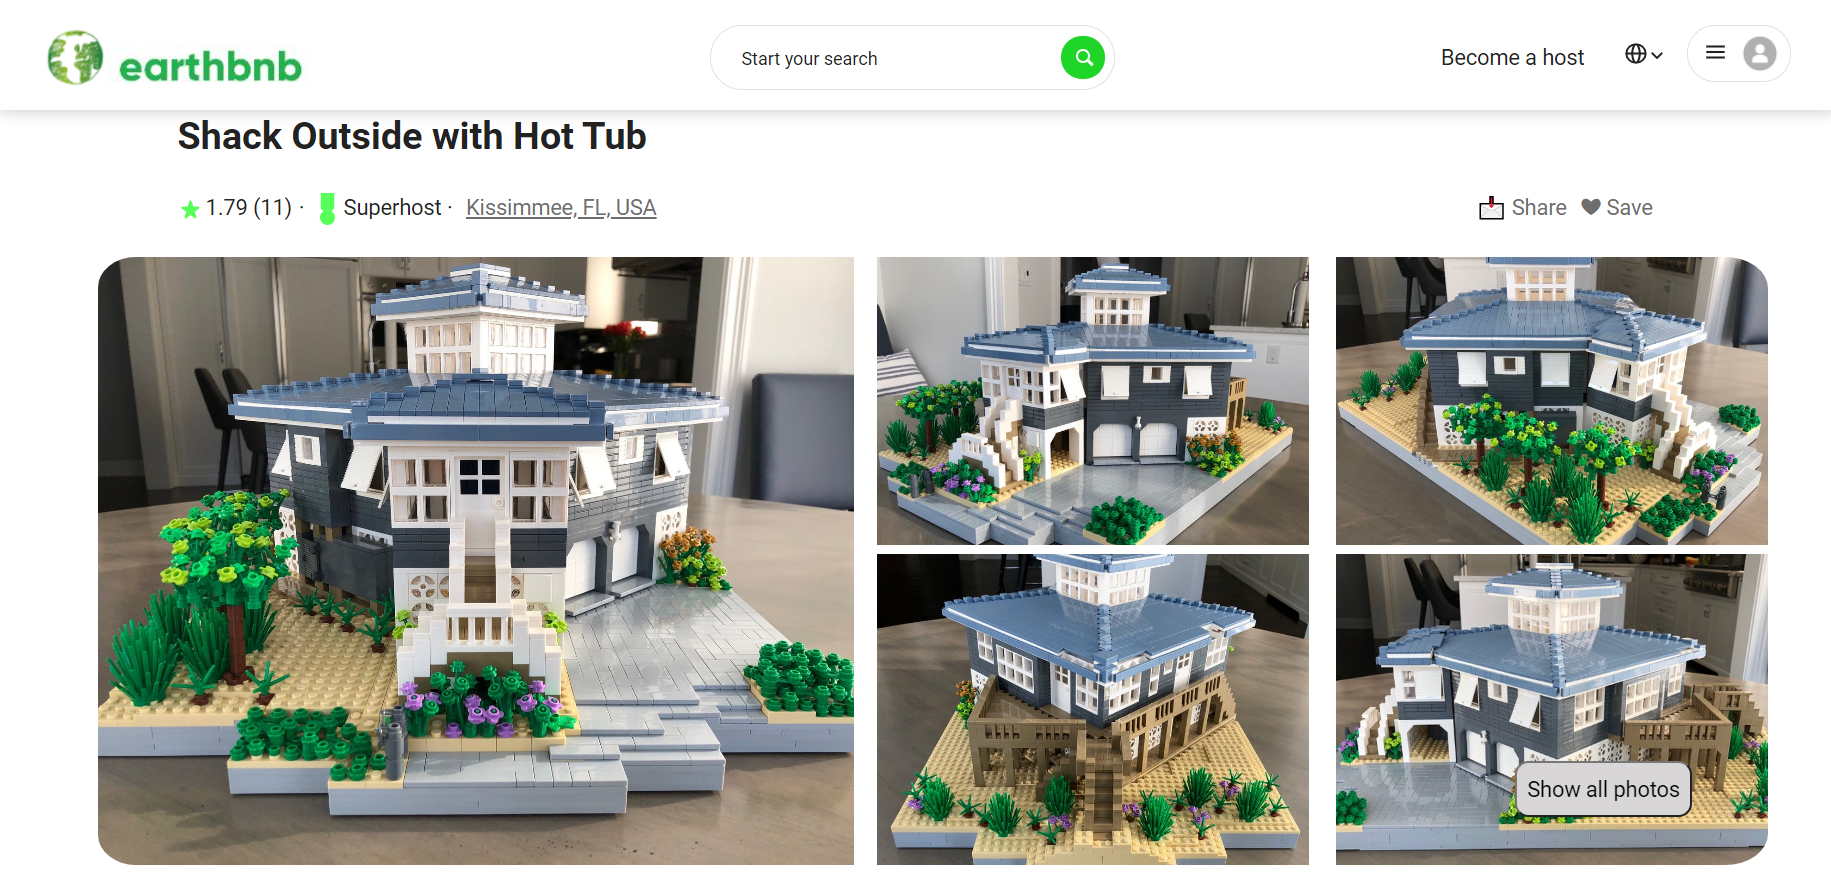 earthbnb
Start your search
Become a host
Shack Outside with Hot Tub
1.79 (11) · Superhost · Kissimmee, FL, USA
Share Save
Show all photos